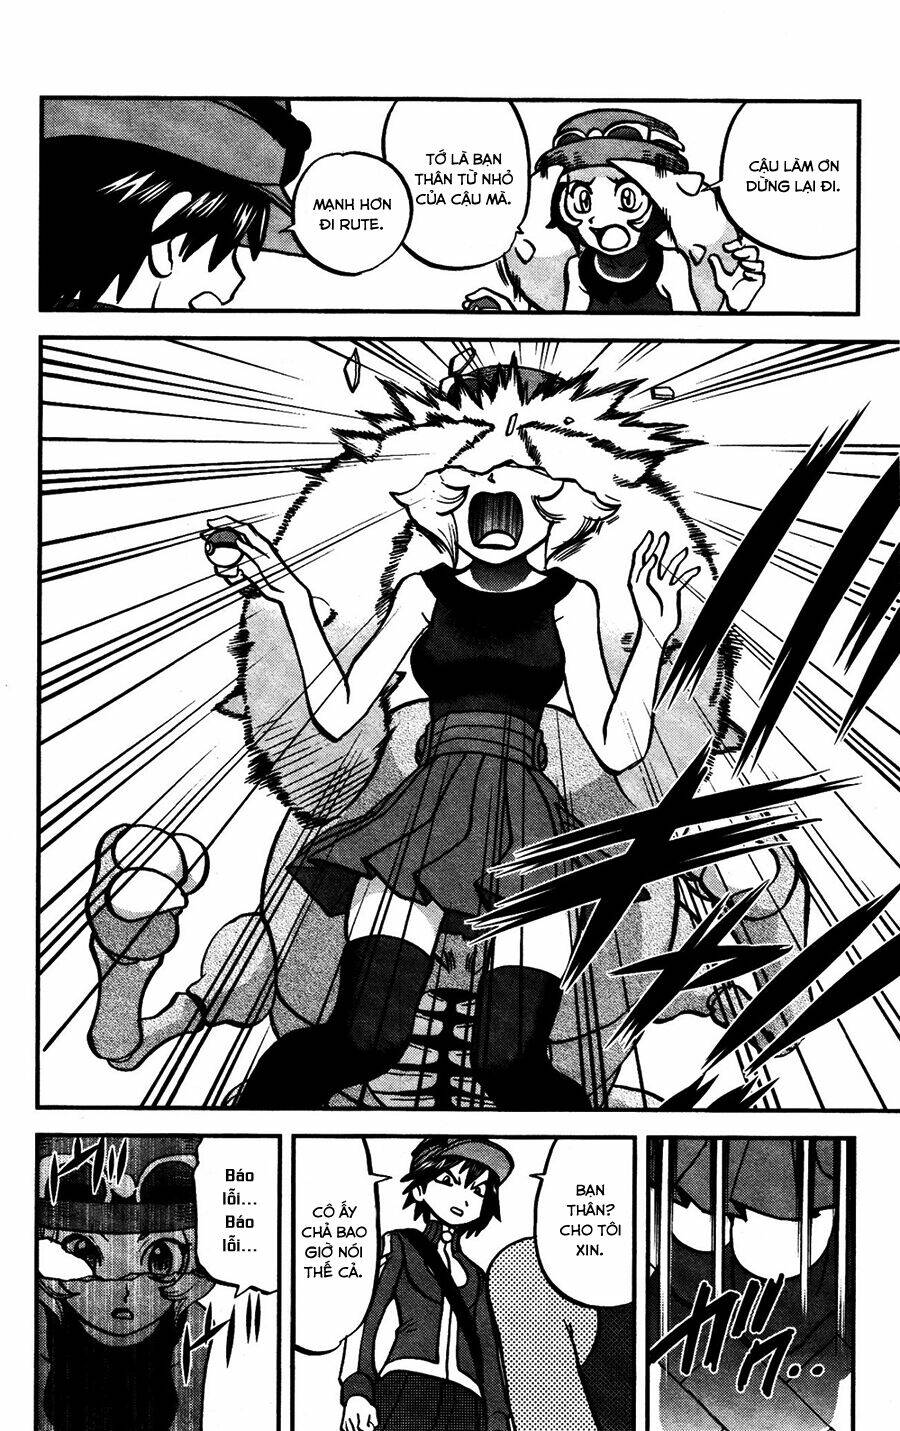 CẬU LÀM ƠN
DỪNG LẠI ĐI.
TỚ LÀ BẠN
THÂN TỪ NHỎ
CỦA CẬU MÀ.
MẠNH HƠN
ĐI RUTE.
BẠN
THÂN?
CHO TÔI
XIN.
CÔ ẤY
CHẢ BAO
GIỜ NÓI
THẾ CẢ.
Báo
lỗi...
Báo
lỗi...